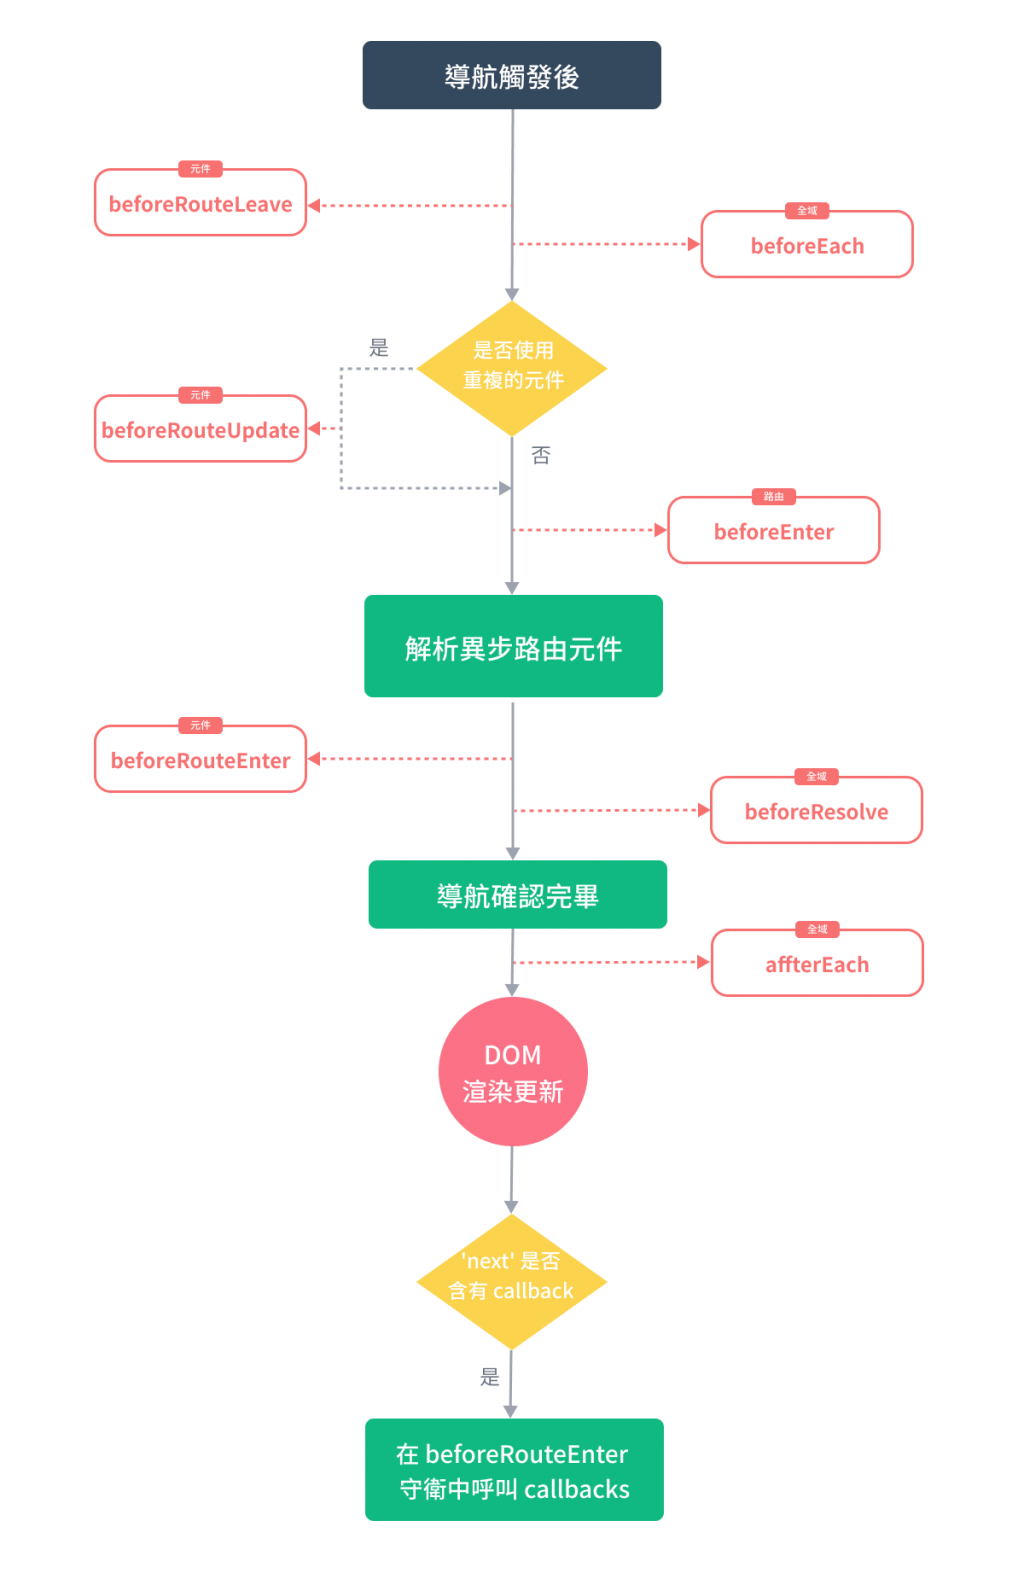 導航觸發後
元件
beforeRouteLeave
全域
beforeEach
是
是否使用
重複的元件
元件
beforeRouteUpdate
否
路由
beforeEnter
解析異步路由元件
元件
beforeRouteEnter
全域
beforeResolve
導航確認完畢
全域
affterEach
DOM
渲染更新
'next' 是否
含有 callback
是
在 beforeRouteEnter
守衛中呼叫 callbacks